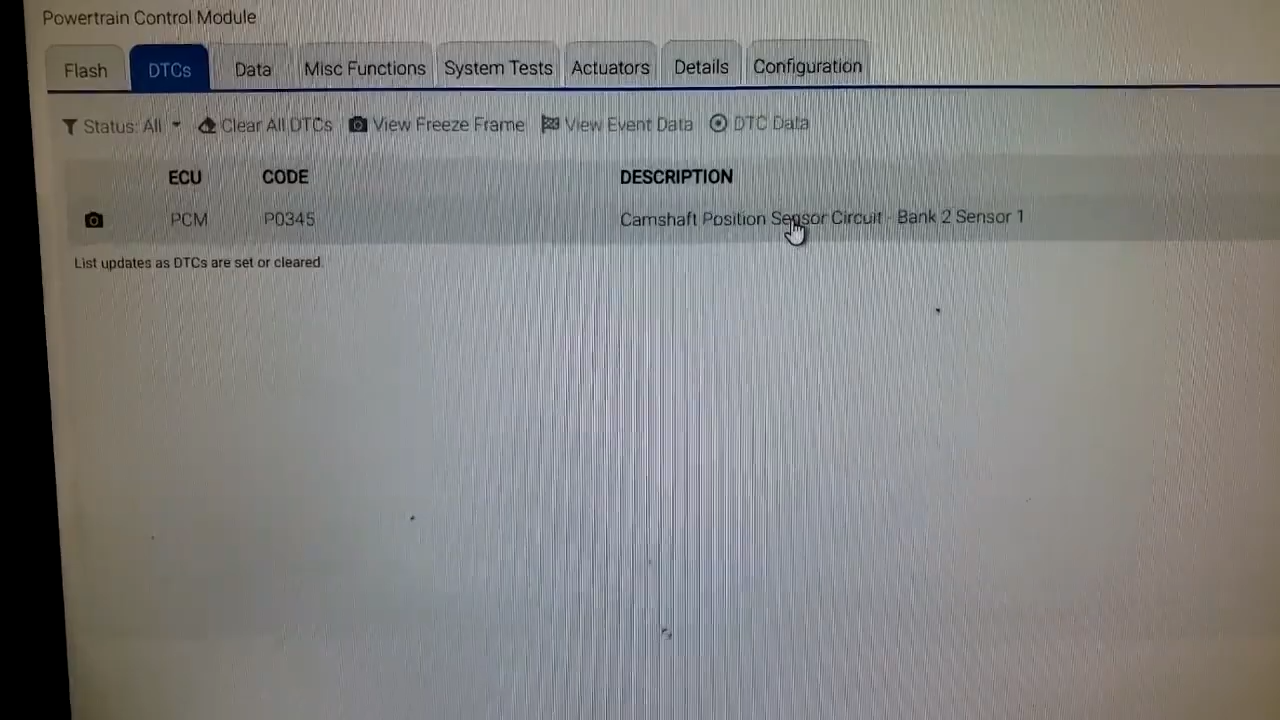 Powertrain Control Module
Flash DTCs Data Misc Functions System Tests Actuators Details Configuration
Status: All Clear All DTCs View Freeze Frame View Event Data DTC Data
ECU CODE DESCRIPTION
PCM P0345 Camshaft Position Sensor Circuit - Bank 2 Sensor 1
List updates as DTCs are set or cleared.